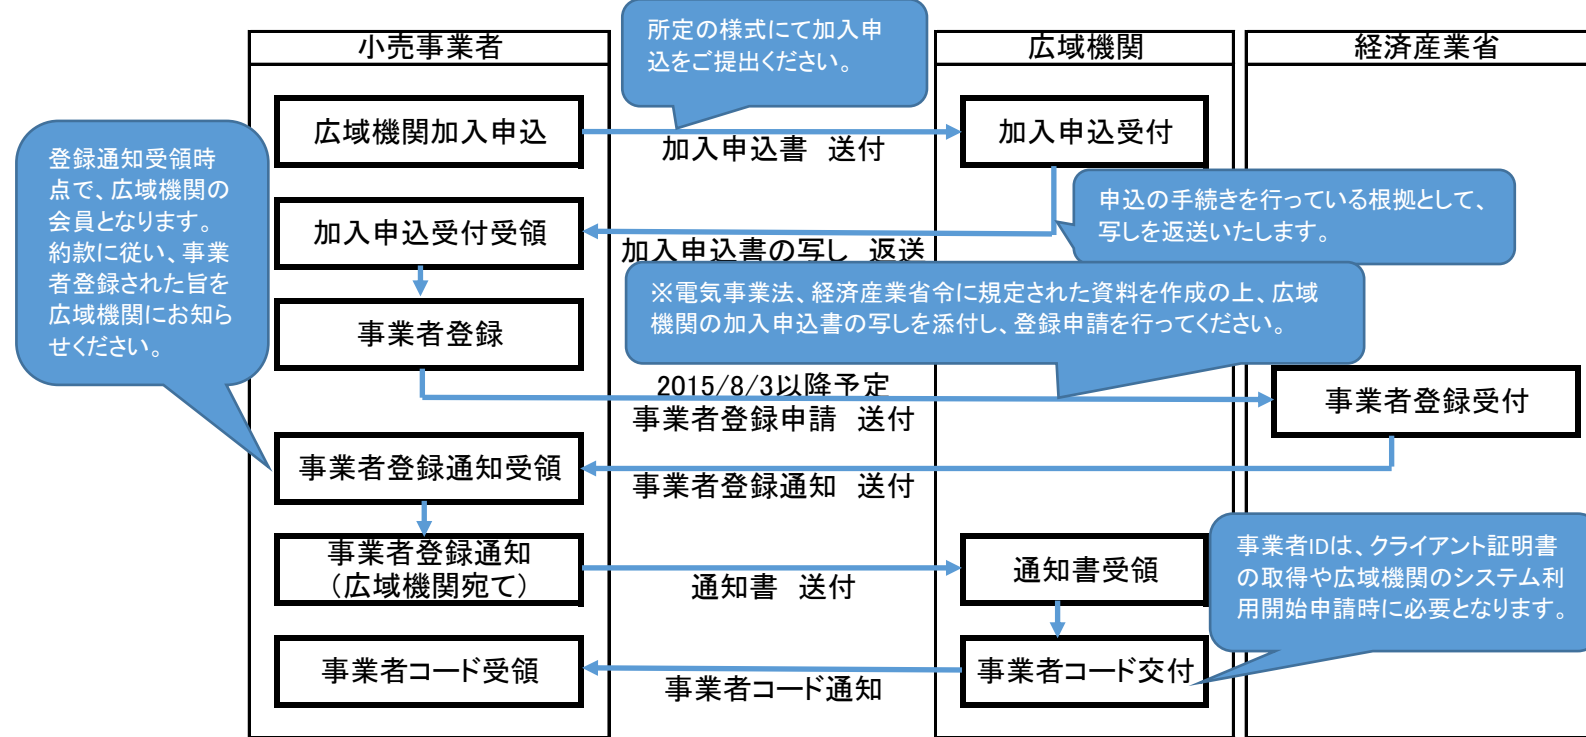 小売事業者
広域機関
経済産業省
所定の様式にて加入申
込をご提出ください。
広域機関加入申込
加入申込書 送付
加入申込受付
登録通知受領時
点で、広域機関の
会員となります。
約款に従い、事業
者登録された旨を
広域機関にお知ら
せください。
申込の手続きを行っている根拠として、
写しを返送いたします。
加入申込受付受領
加入申込書の写し 返送
※電気事業法、経済産業省令に規定された資料を作成の上、広域
機関の加入申込書の写しを添付し、登録申請を行ってください。
事業者登録
2015/8/3以降予定
事業者登録申請 送付
事業者登録受付
事業者登録通知受領
事業者登録通知 送付
事業者登録通知
（広域機関宛て）
通知書 送付
通知書受領
事業者IDは、クライアント証明書
の取得や広域機関のシステム利
用開始申請時に必要となります。
事業者コード受領
事業者コード通知
事業者コード交付